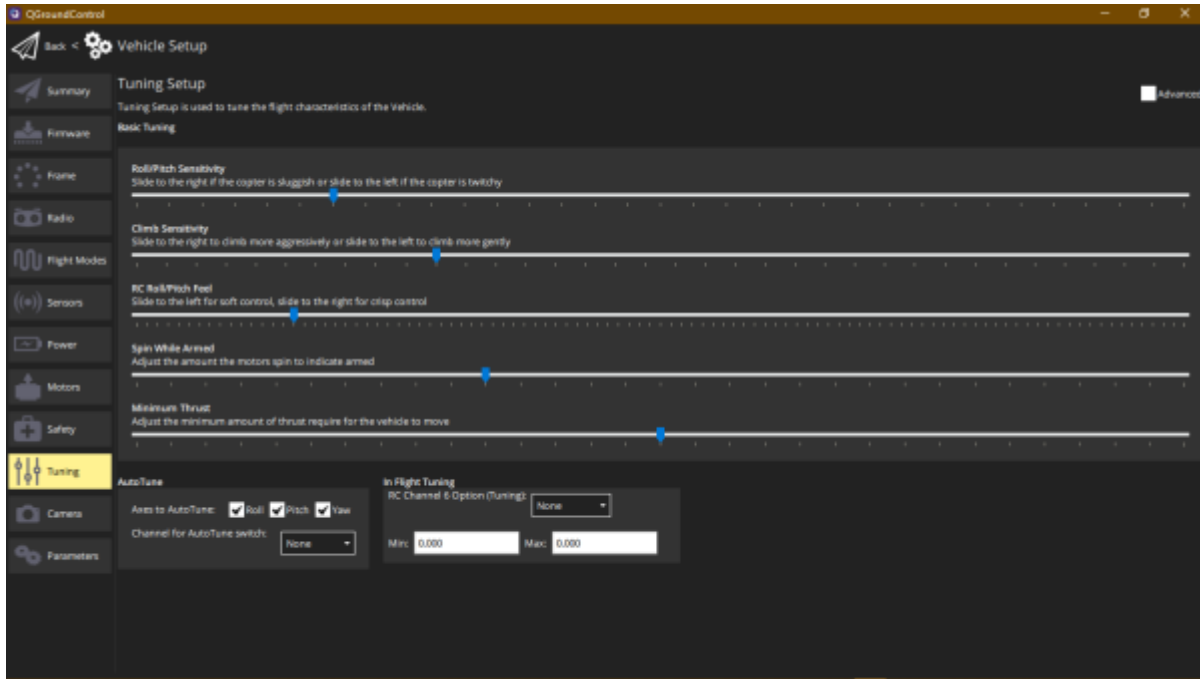 QGroundControl
Back < Vehicle Setup
Summary
Firmware
Frame
Radio
Flight Modes
Sensors
Power
Motors
Safety
Tuning
Camera
Parameters
Tuning Setup
Tuning Setup is used to tune the flight characteristics of the Vehicle.
Advanced
Basic Tuning
Roll/Pitch Sensitivity
Slide to the right if the copter is sluggish or slide to the left if the copter is twitchy
Climb Sensitivity
Slide to the right to climb more aggressively or slide to the left to climb more gently
RC Roll/Pitch Feel
Slide to the left for soft control, slide to the right for crisp control
Spin While Armed
Adjust the amount the motors spin to indicate armed
Minimum Thrust
Adjust the minimum amount of thrust require for the vehicle to move
AutoTune
Axes to AutoTune: Roll Pitch Yaw
Channel for AutoTune switch: None
In Flight Tuning
RC Channel 6 Option (Tuning): None
Min: 0.000 Max: 0.000